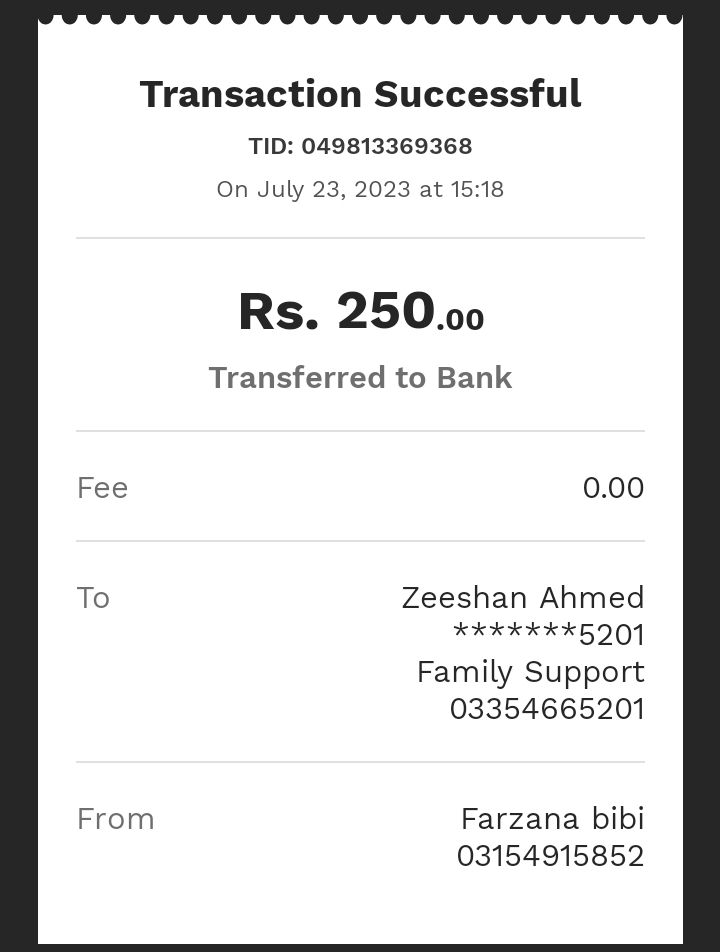 Transaction Successful
TID: 049813369368
On July 23, 2023 at 15:18
Rs. 250.00
Transferred to Bank
Fee 0.00
To Zeeshan Ahmed
*******5201
Family Support
03354665201
From Farzana bibi
03154915852